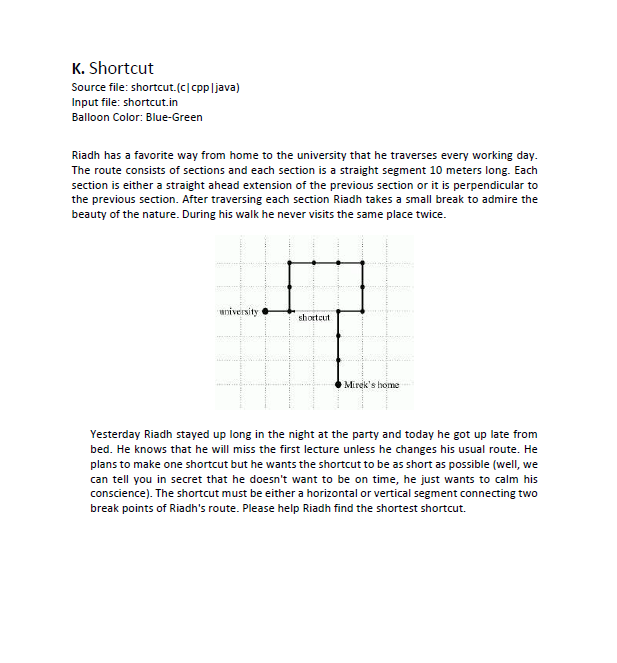 K. Shortcut
Source file: shortcut.(c|cpp|java)
Input file: shortcut.in
Balloon Color: Blue-Green
Riadh has a favorite way from home to the university that he traverses every working day.
The route consists of sections and each section is a straight segment 10 meters long. Each
section is either a straight ahead extension of the previous section or it is perpendicular to
the previous section. After traversing each section Riadh takes a small break to admire the
beauty of the nature. During his walk he never visits the same place twice.
university
shortcut
Mirek's home
Yesterday Riadh stayed up long in the night at the party and today he got up late from
bed. He knows that he will miss the first lecture unless he changes his usual route. He
plans to make one shortcut but he wants the shortcut to be as short as possible (well, we
can tell you in secret that he doesn't want to be on time, he just wants to calm his
conscience). The shortcut must be either a horizontal or vertical segment connecting two
break points of Riadh's route. Please help Riadh find the shortest shortcut.